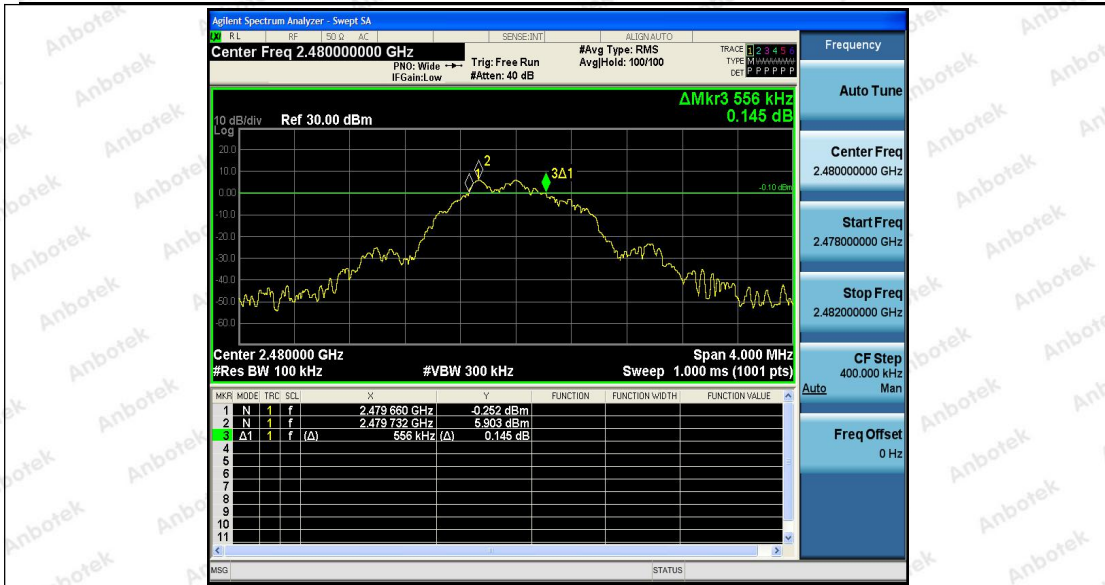 Agilent Spectrum Analyzer - Swept SA
LXI RL RF 50 Ω AC SENSE:INT ALIGNAUTO
Center Freq 2.480000000 GHz
PNO: Wide
IFGain:Low
Trig: Free Run
#Atten: 40 dB
#Avg Type: RMS
Avg|Hold: 100/100
TRACE 1 2 3 4 5 6
TYPE M
DET P P P P P P
ΔMkr3 556 kHz
0.145 dB
10 dB/div Ref 30.00 dBm
Log
20.0
10.0
0.00
-10.0
-20.0
-30.0
-40.0
-50.0
-60.0
1
2
3Δ1
-0.10 dBm
Center 2.480000 GHz Span 4.000 MHz
#Res BW 100 kHz #VBW 300 kHz Sweep 1.000 ms (1001 pts)
MKR MODE TRC SCL X Y FUNCTION FUNCTION WIDTH FUNCTION VALUE
1 N 1 f 2.479 660 GHz -0.252 dBm
2 N 1 f 2.479 732 GHz 5.903 dBm
3 Δ1 1 f (Δ) 556 kHz (Δ) 0.145 dB
4
5
6
7
8
9
10
11
MSG STATUS
Frequency
Auto Tune
Center Freq
2.480000000 GHz
Start Freq
2.478000000 GHz
Stop Freq
2.482000000 GHz
CF Step
400.000 kHz
Auto Man
Freq Offset
0 Hz
Anbotek